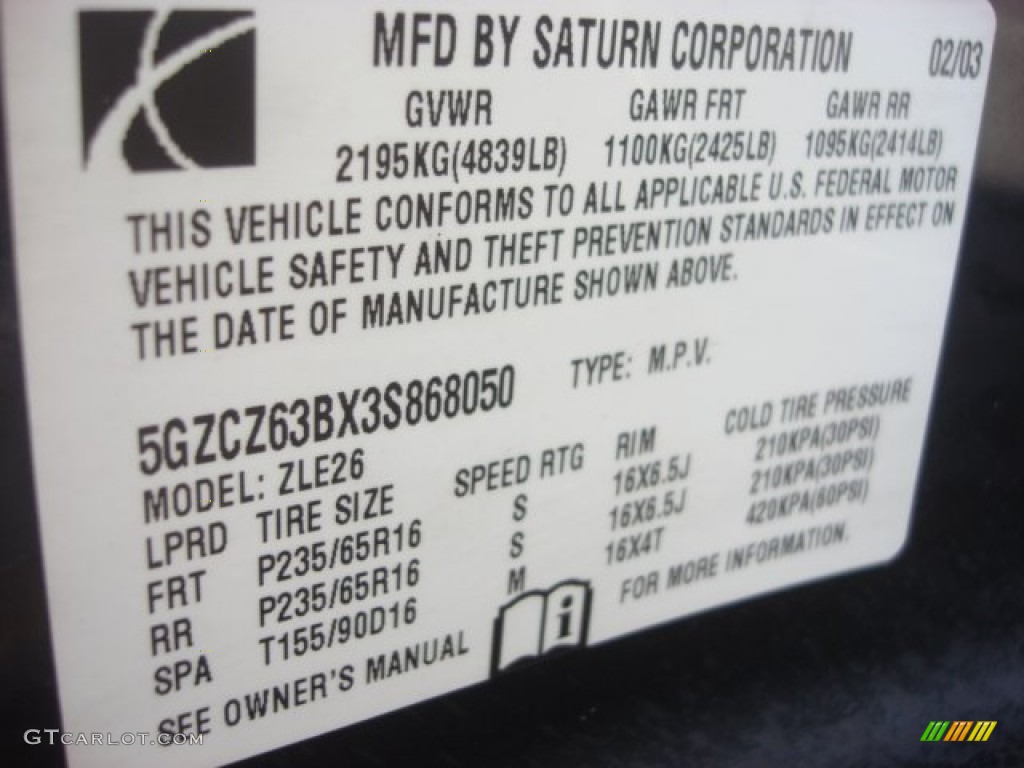 MFD BY SATURN CORPORATION 02/03
GVWR GAWR FRT GAWR RR
2195KG(4839LB) 1100KG(2425LB) 1095KG(2414LB)
THIS VEHICLE CONFORMS TO ALL APPLICABLE U.S. FEDERAL MOTOR
VEHICLE SAFETY AND THEFT PREVENTION STANDARDS IN EFFECT ON
THE DATE OF MANUFACTURE SHOWN ABOVE.
5GZCZ63BX3S868050 TYPE: M.P.V.
MODEL: ZLE26
LPRD TIRE SIZE SPEED RTG RIM COLD TIRE PRESSURE
FRT P235/65R16 S 16X6.5J 210KPA(30PSI)
RR P235/65R16 S 16X6.5J 210KPA(30PSI)
SPA T155/90D16 M 16X4T 420KPA(60PSI)
SEE OWNER'S MANUAL i FOR MORE INFORMATION.
GTCARLOT.COM